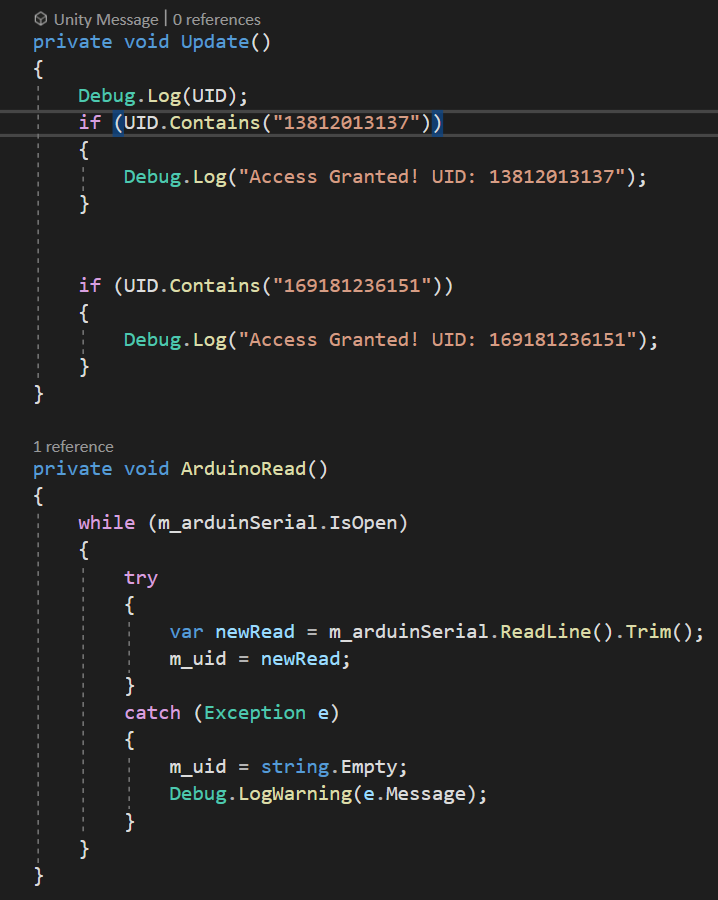 Unity Message | 0 references
private void Update()
{
    Debug.Log(UID);
    if (UID.Contains("13812013137"))
    {
        Debug.Log("Access Granted! UID: 13812013137");
    }
    if (UID.Contains("169181236151"))
    {
        Debug.Log("Access Granted! UID: 169181236151");
    }
}
1 reference
private void ArduinoRead()
{
    while (m_arduinSerial.IsOpen)
    {
        try
        {
            var newRead = m_arduinSerial.ReadLine().Trim();
            m_uid = newRead;
        }
        catch (Exception e)
        {
            m_uid = string.Empty;
            Debug.LogWarning(e.Message);
        }
    }
}